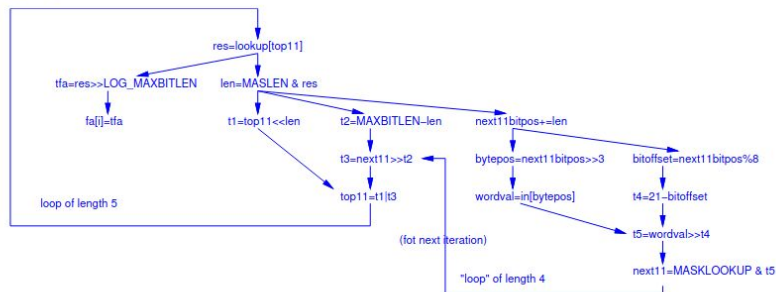 res=lookup[top11]
tfa=res>>LOG_MAXBITLEN
len=MASLEN & res
fa[i]=tfa
t1=top11<<len
t2=MAXBITLEN-len
next11bitpos+=len
t3=next11>>t2
bytepos=next11bitpos>>3
bitoffset=next11bitpos%8
top11=t1|t3
wordval=in[bytepos]
t4=21-bitoffset
loop of length 5
t5=wordval>>t4
(fot next iteration)
next11=MASKLOOKUP & t5
"loop" of length 4